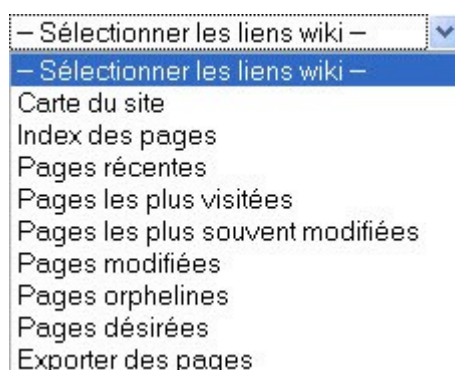 – Sélectionner les liens wiki –
– Sélectionner les liens wiki –
Carte du site
Index des pages
Pages récentes
Pages les plus visitées
Pages les plus souvent modifiées
Pages modifiées
Pages orphelines
Pages désirées
Exporter des pages